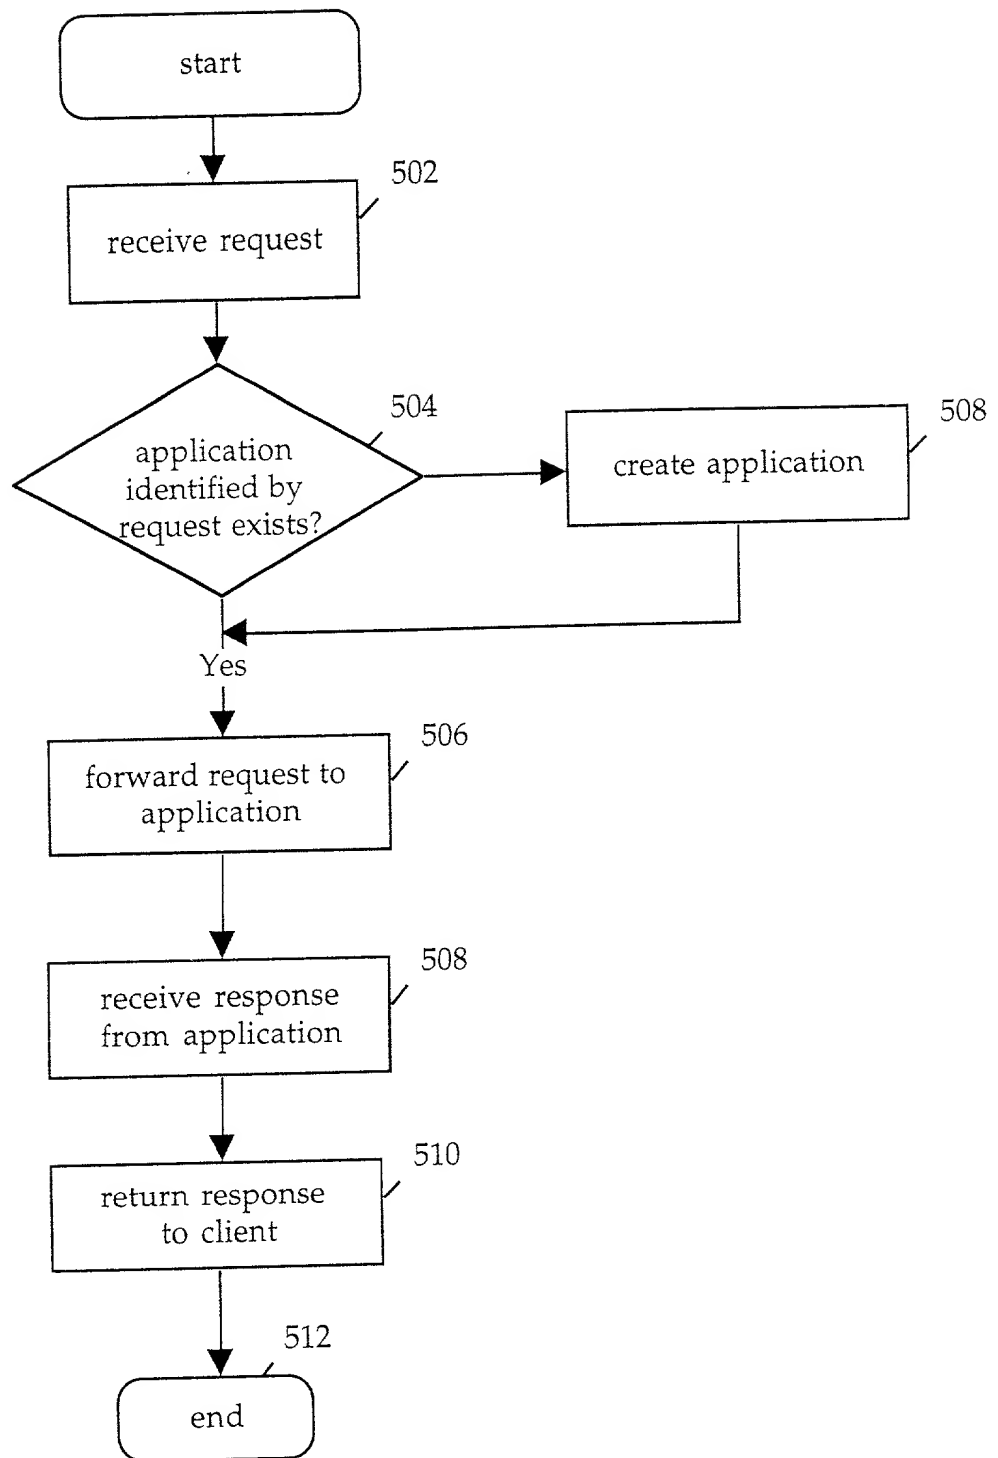 start
502
receive request
504
application
identified by
request exists?
508
create application
Yes
506
forward request to
application
508
receive response
from application
510
return response
to client
512
end